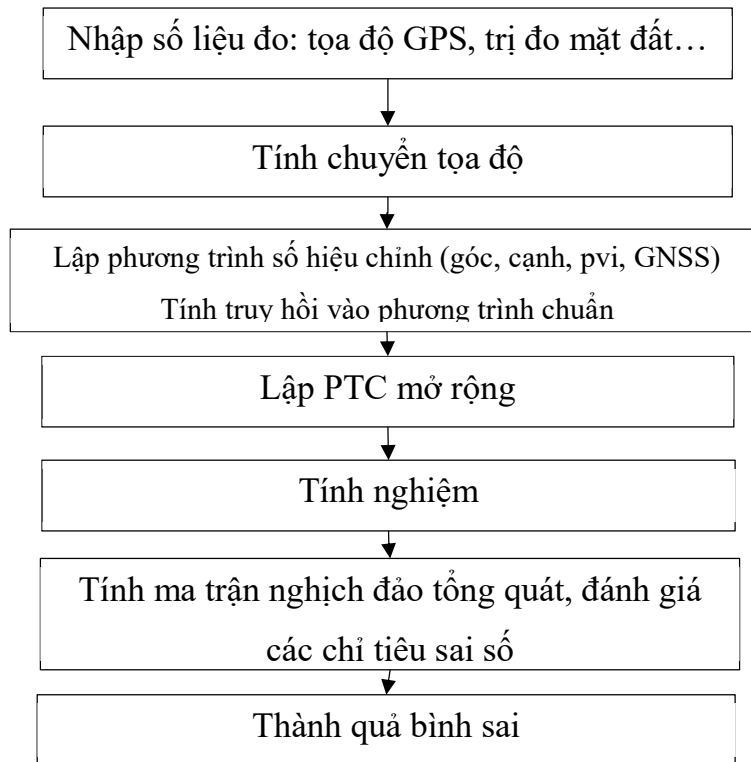 Nhập số liệu đo: tọa độ GPS, trị đo mặt đất…
Tính chuyển tọa độ
Lập phương trình số hiệu chỉnh (góc, cạnh, pvi, GNSS)
Tính truy hồi vào phương trình chuẩn
Lập PTC mở rộng
Tính nghiệm
Tính ma trận nghịch đảo tổng quát, đánh giá
các chỉ tiêu sai số
Thành quả bình sai